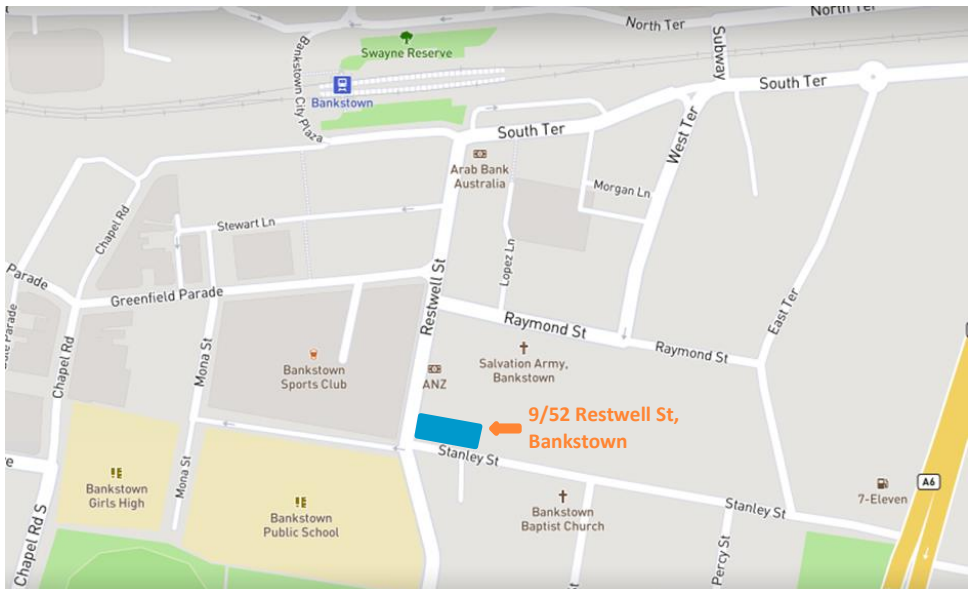 North Ter
North Ter
Subway
Swayne Reserve
Bankstown City Plaza
Bankstown
South Ter
South Ter
West Ter
Arab Bank
Australia
Morgan Ln
Chapel Rd
Stewart Ln
Lopez Ln
Parade
Greenfield Parade
Restwell St
East Ter
Raymond St
Raymond St
Mona St
Chapel Rd
Bankstown
Sports Club
ANZ
Salvation Army,
Bankstown
9/52 Restwell St,
Bankstown
Stanley St
Bankstown
Girls High
Mona St
Bankstown
Public School
Bankstown
Baptist Church
Stanley St
7-Eleven
A6
Percy St
Chapel Rd S